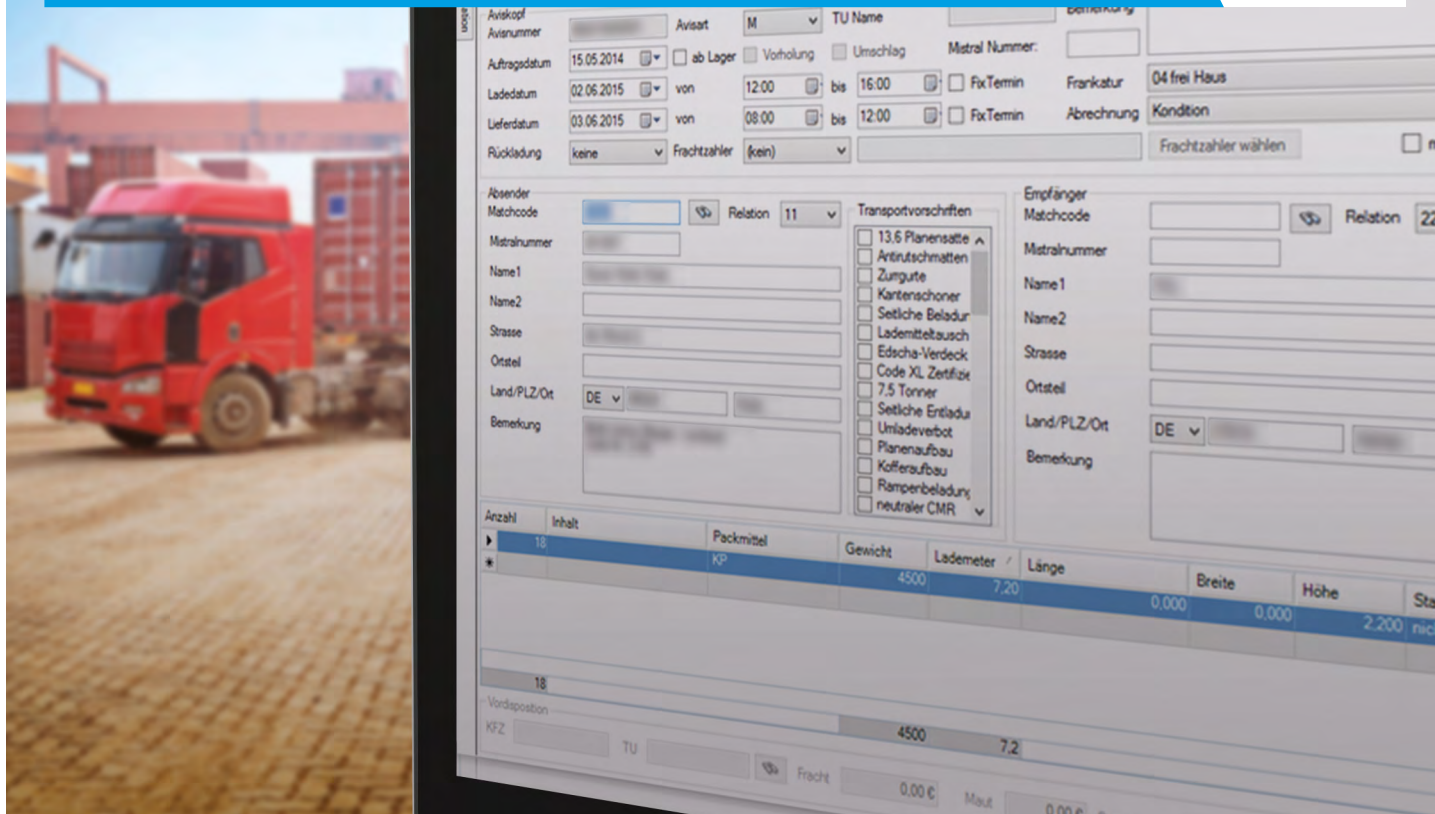 Aviskopf
Avisnummer Avisart M TU Name Bemerkung
Auftragsdatum 15.05.2014 ab Lager Vorholung Umschlag Mistral Nummer:
Ladedatum 02.06.2015 von 12:00 bis 16:00 FixTermin Frankatur 04 frei Haus
Lieferdatum 03.06.2015 von 08:00 bis 12:00 FixTermin Abrechnung Kondition
Rückladung keine Frachtzahler (kein) Frachtzahler wählen
Absender
Matchcode Relation 11
Mistralnummer
Name1
Name2
Strasse
Ortsteil
Land/PLZ/Ort DE
Bemerkung
Transportvorschriften
13,6 Planensatte
Antirutschmatten
Zurrgurte
Kantenschoner
Seitliche Beladur
Lademitteltausch
Edscha-Verdeck
Code XL Zertifizie
7,5 Tonner
Seitliche Entladur
Umladeverbot
Planenaufbau
Kofferaufbau
Rampenbeladung
neutraler CMR
Empfänger
Matchcode Relation 22
Mistralnummer
Name1
Name2
Strasse
Ortsteil
Land/PLZ/Ort DE
Bemerkung
Anzahl Inhalt Packmittel Gewicht Lademeter Länge Breite Höhe Sta
18 KP 4500 7,20 0,000 0,000 2,200 nich
18 4500 7,2
Vordisposition
KFZ TU Fracht 0,00 € Maut 0,00 €